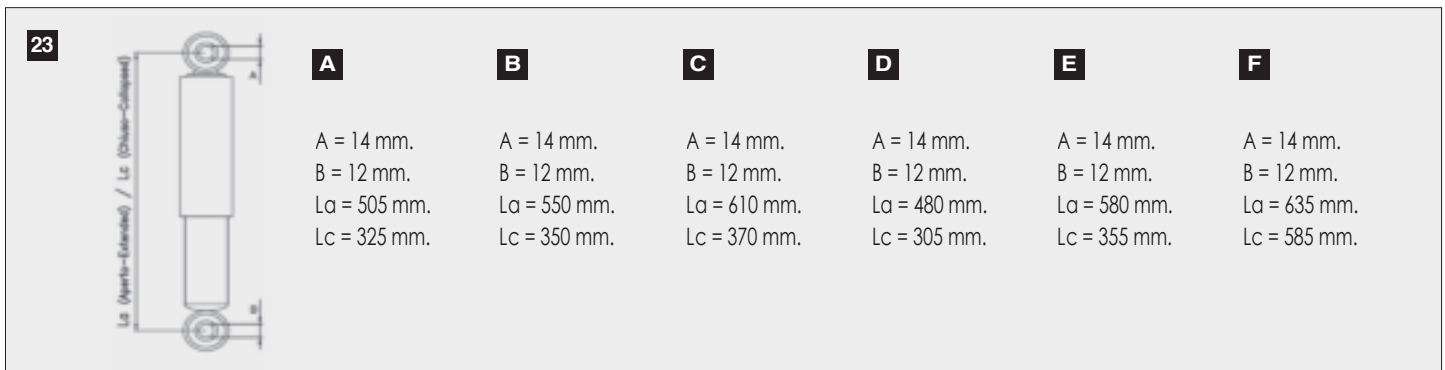 23
La (Aperto-Extended) / Lc (Chiuso-Collapsed)
A
B
A
A = 14 mm.
B = 12 mm.
La = 505 mm.
Lc = 325 mm.
B
A = 14 mm.
B = 12 mm.
La = 550 mm.
Lc = 350 mm.
C
A = 14 mm.
B = 12 mm.
La = 610 mm.
Lc = 370 mm.
D
A = 14 mm.
B = 12 mm.
La = 480 mm.
Lc = 305 mm.
E
A = 14 mm.
B = 12 mm.
La = 580 mm.
Lc = 355 mm.
F
A = 14 mm.
B = 12 mm.
La = 635 mm.
Lc = 585 mm.